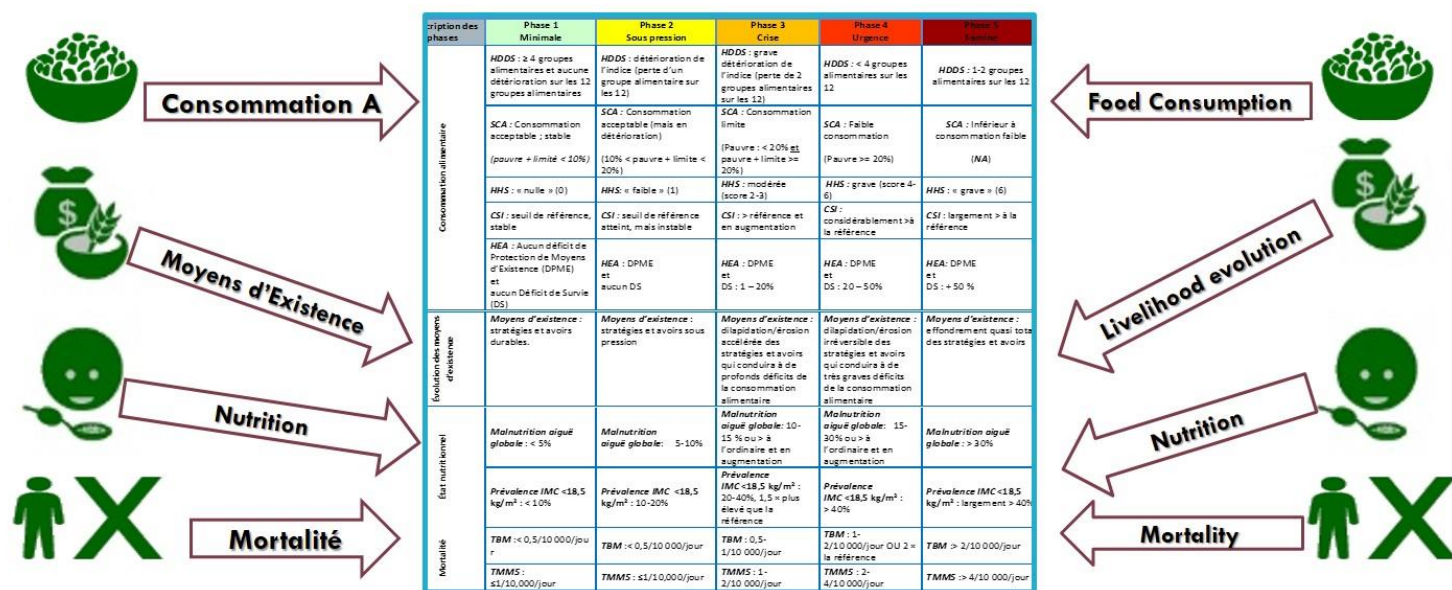 Consommation A
Moyens d'Existence
Nutrition
Mortalité
cription des
phases
Phase 1
Minimale
Phase 2
Sous pression
Phase 3
Crise
Phase 4
Urgence
Phase 5
Famine
Consommation alimentaire
HDDS : ≥ 4 groupes
alimentaires et aucune
détérioration sur les 12
groupes alimentaires
HDDS : détérioration de
l'indice (perte d'un
groupe alimentaire sur
les 12)
HDDS : grave
détérioration de
l'indice (perte de 2
groupes alimentaires
sur les 12)
HDDS : < 4 groupes
alimentaires sur les
12
HDDS : 1-2 groupes
alimentaires sur les 12
SCA : Consommation
acceptable ; stable
(pauvre + limité < 10%)
SCA : Consommation
acceptable (mais en
détérioration)
(10% < pauvre + limite <
20%)
SCA : Consommation
limite
(Pauvre : < 20% et
pauvre + limite >=
20%)
SCA : Faible
consommation
(Pauvre >= 20%)
SCA : Inférieur à
consommation faible
(NA)
HHS : « nulle » (0)
HHS: « faible » (1)
HHS : modérée
(score 2-3)
HHS : grave (score 4-
6)
HHS : « grave » (6)
CSI : seuil de référence,
stable
CSI : seuil de référence
atteint, mais instable
CSI : > référence et
en augmentation
CSI :
considérablement >à
la référence
CSI : largement > à la
référence
HEA : Aucun déficit de
Protection de Moyens
d'Existence (DPME)
et
aucun Déficit de Survie
(DS)
HEA : DPME
et
aucun DS
HEA : DPME
et
DS : 1 – 20%
HEA : DPME
et
DS : 20 – 50%
HEA: DPME
et
DS : + 50 %
Évolution des moyens
d'existence
Moyens d'existence :
stratégies et avoirs
durables.
Moyens d'existence :
stratégies et avoirs sous
pression
Moyens d'existence :
dilapidation/érosion
accélérée des
stratégies et avoirs
qui conduira à de
profonds déficits de
la consommation
alimentaire
Moyens d'existence :
dilapidation/érosion
irréversible des
stratégies et avoirs
qui conduira à de
très graves déficits
de la consommation
alimentaire
Moyens d'existence :
effondrement quasi tota
des stratégies et avoirs
État nutritionnel
Malnutrition aiguë
globale : < 5%
Malnutrition
aiguë globale: 5-10%
Malnutrition
aiguë globale: 10-
15 % ou > à
l'ordinaire et en
augmentation
Malnutrition
aiguë globale: 15-
30% ou > à
l'ordinaire et en
augmentation
Malnutrition aiguë
globale : > 30%
Prévalence IMC <18,5
kg/m² : < 10%
Prévalence IMC <18,5
kg/m² : 10-20%
Prévalence
IMC <18,5 kg/m² :
20-40%, 1,5 × plus
élevé que la
référence
Prévalence
IMC <18,5 kg/m² :
> 40%
Prévalence IMC <18,5
kg/m² : largement > 40%
Mortalité
TBM :< 0,5/10 000/jou
r
TBM :< 0,5/10 000/jour
TBM : 0,5-
1/10 000/jour
TBM : 1-
2/10 000/jour OU 2 ×
la référence
TBM :> 2/10 000/jour
TMM5 :
≤1/10,000/jour
TMM5 : ≤1/10,000/jour
TMM5 : 1-
2/10 000/jour
TMM5 : 2-
4/10 000/jour
TMM5 :> 4/10 000/jour
Food Consumption
Livelihood evolution
Nutrition
Mortality